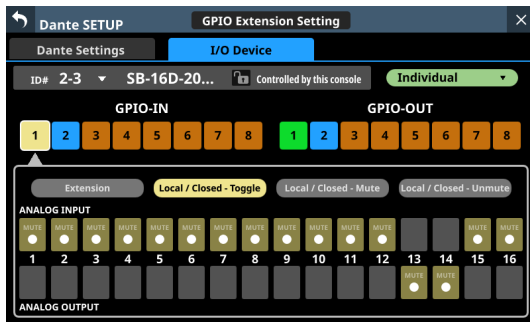 Dante SETUP GPIO Extension Setting ×
Dante Settings I/O Device
ID# 2-3 SB-16D-20... Controlled by this console Individual
GPIO-IN GPIO-OUT
1 2 3 4 5 6 7 8 1 2 3 4 5 6 7 8
Extension Local / Closed - Toggle Local / Closed - Mute Local / Closed - Unmute
ANALOG INPUT
MUTE MUTE MUTE MUTE MUTE MUTE MUTE MUTE MUTE MUTE MUTE MUTE MUTE MUTE
1 2 3 4 5 6 7 8 9 10 11 12 13 14 15 16
MUTE MUTE
ANALOG OUTPUT